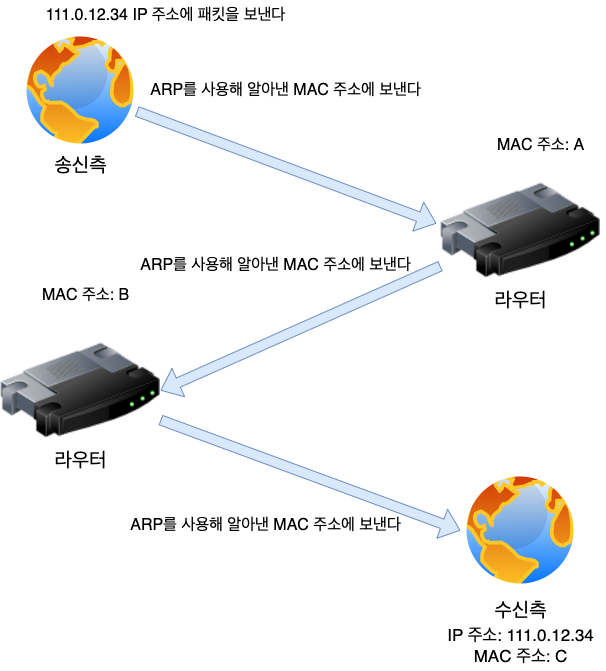 111.0.12.34 IP 주소에 패킷을 보낸다
ARP를 사용해 알아낸 MAC 주소에 보낸다
송신측
MAC 주소: A
라우터
ARP를 사용해 알아낸 MAC 주소에 보낸다
MAC 주소: B
라우터
ARP를 사용해 알아낸 MAC 주소에 보낸다
수신측
IP 주소: 111.0.12.34
MAC 주소: C